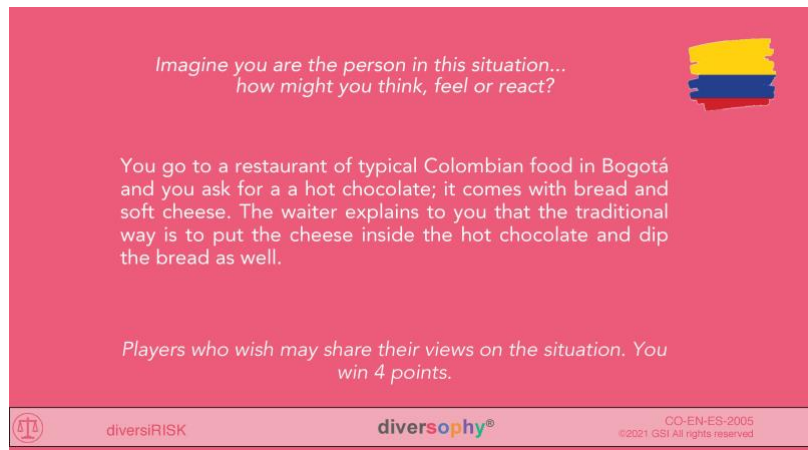 Imagine you are the person in this situation...
how might you think, feel or react?
You go to a restaurant of typical Colombian food in Bogotá
and you ask for a a hot chocolate; it comes with bread and
soft cheese. The waiter explains to you that the traditional
way is to put the cheese inside the hot chocolate and dip
the bread as well.
Players who wish may share their views on the situation. You
win 4 points.
diversiRISK
diversophy®
CO-EN-ES-2005
©2021 GSI All rights reserved